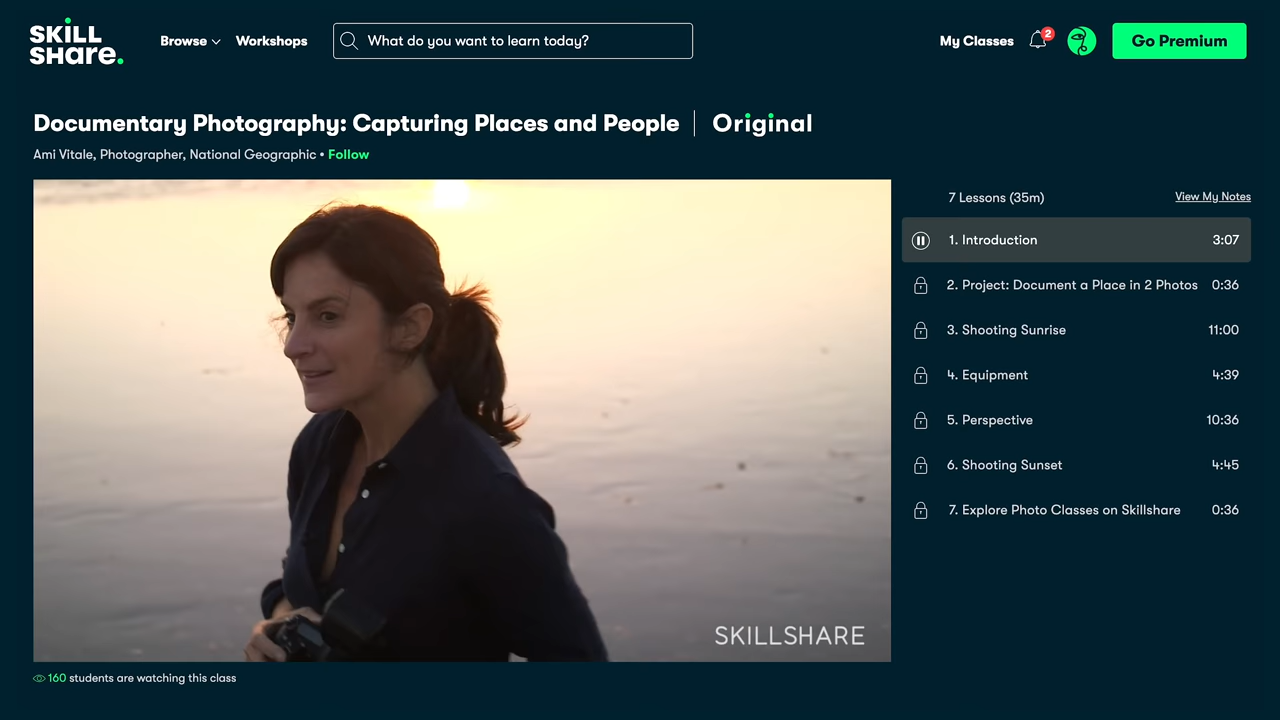 SKILL
SHare.
Browse
Workshops
What do you want to learn today?
My Classes
2
Go Premium
Documentary Photography: Capturing Places and People
Original
Ami Vitale, Photographer, National Geographic • Follow
7 Lessons (35m)
View My Notes
1. Introduction 3:07
2. Project: Document a Place in 2 Photos 0:36
3. Shooting Sunrise 11:00
4. Equipment 4:39
5. Perspective 10:36
6. Shooting Sunset 4:45
7. Explore Photo Classes on Skillshare 0:36
SKILLSHARE
160 students are watching this class